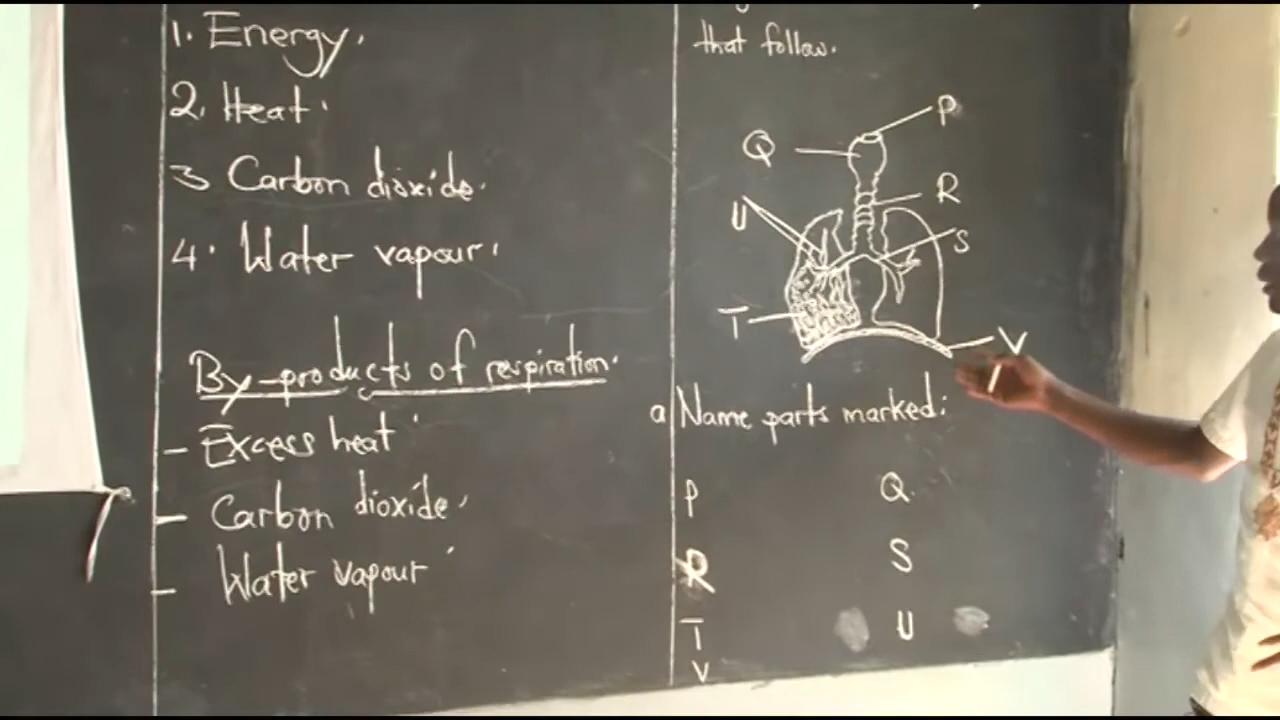 1. Energy.
2. Heat.
3 Carbon dioxide.
4. Water vapour.
By-products of respiration.
- Excess heat
- Carbon dioxide.
- Water vapour
that follow.
P
Q
R
U
S
T
V
a Name parts marked:
P Q.
R S
T U
V